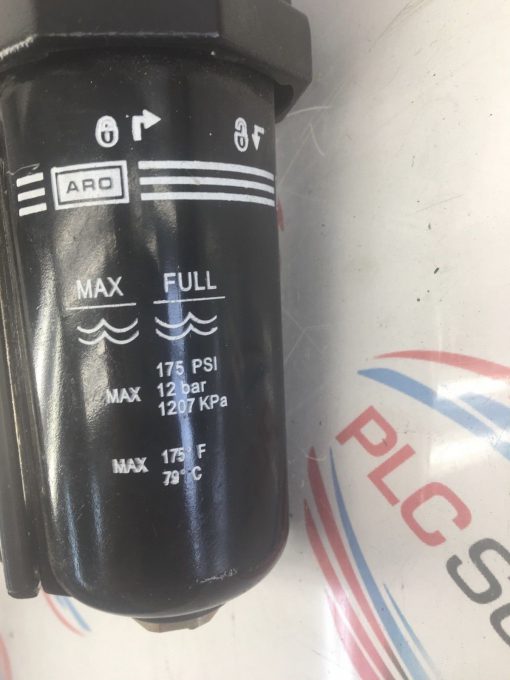 ARO
MAX FULL
175 PSI
MAX 12 bar
1207 KPa
MAX 175° F
79° C
PLC